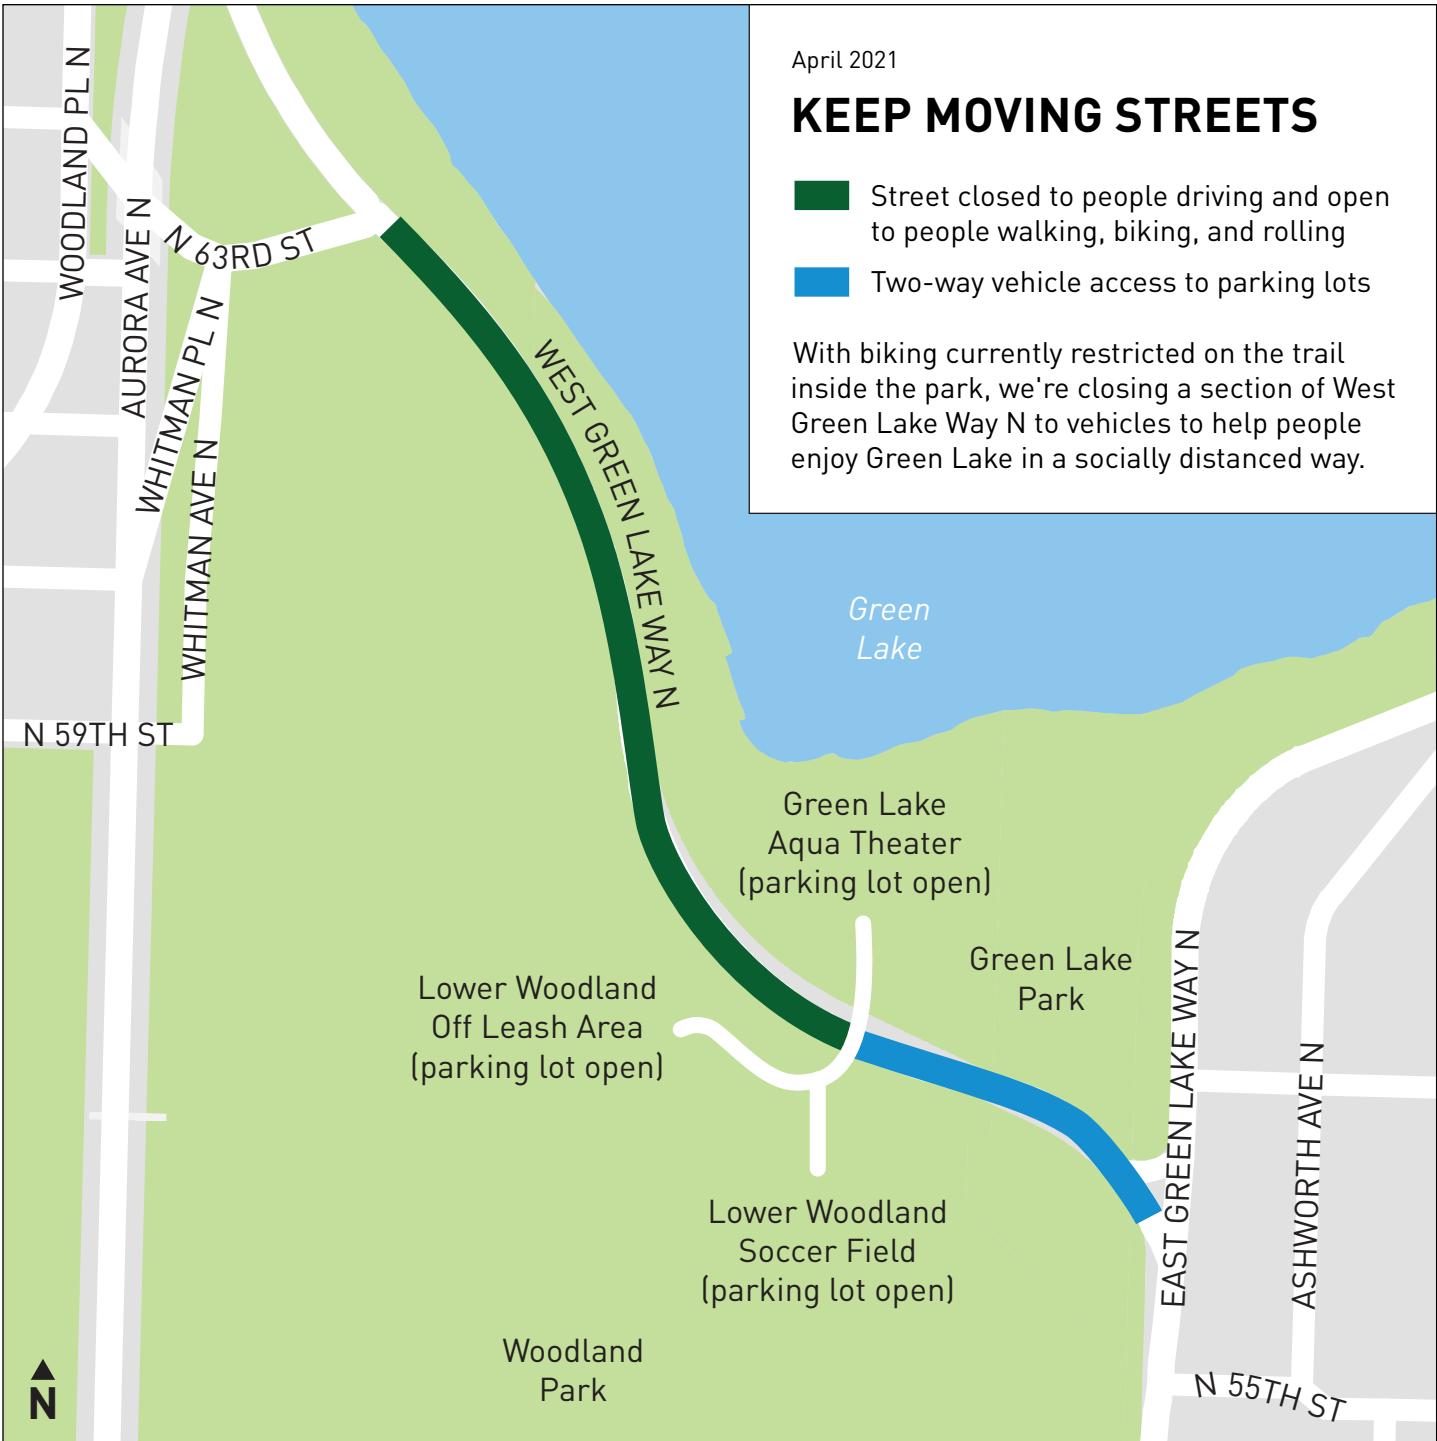 April 2021
KEEP MOVING STREETS
Street closed to people driving and open
to people walking, biking, and rolling
Two-way vehicle access to parking lots
With biking currently restricted on the trail
inside the park, we're closing a section of West
Green Lake Way N to vehicles to help people
enjoy Green Lake in a socially distanced way.
WOODLAND PL N
AURORA AVE N
N 63RD ST
WHITMAN PL N
WHITMAN AVE N
N 59TH ST
WEST GREEN LAKE WAY N
Green
Lake
Green Lake
Aqua Theater
(parking lot open)
Green Lake
Park
Lower Woodland
Off Leash Area
(parking lot open)
Lower Woodland
Soccer Field
(parking lot open)
Woodland
Park
EAST GREEN LAKE WAY N
ASHWORTH AVE N
N 55TH ST
N